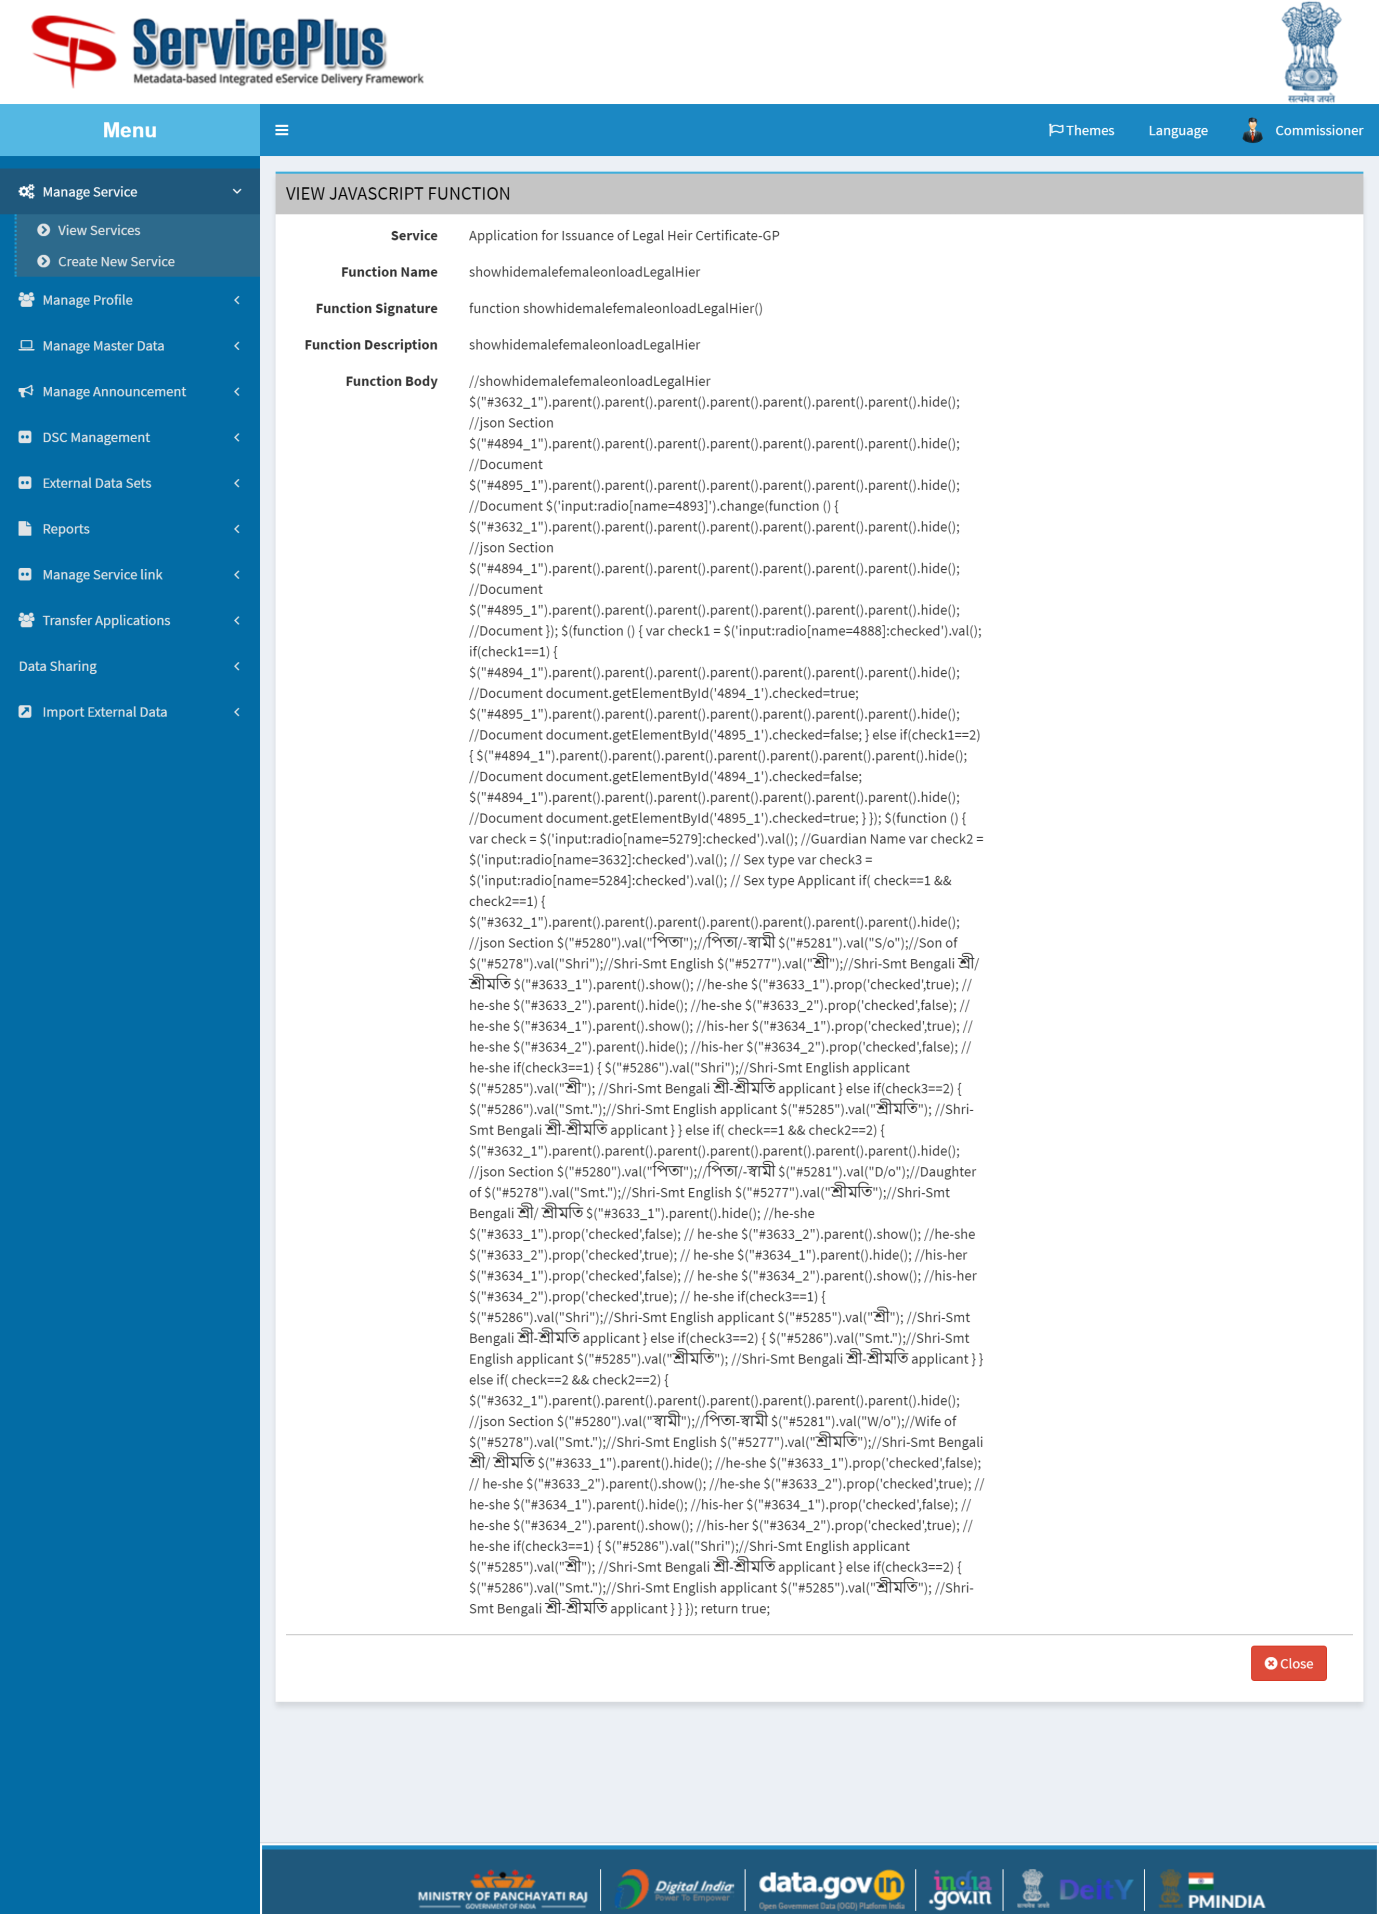 ServicePlus
Metadata-based Integrated eService Delivery Framework
सत्यमेव जयते
Menu
Themes
Language
Commissioner
Manage Service
View Services
Create New Service
Manage Profile
Manage Master Data
Manage Announcement
DSC Management
External Data Sets
Reports
Manage Service link
Transfer Applications
Data Sharing
Import External Data
VIEW JAVASCRIPT FUNCTION
Service Application for Issuance of Legal Heir Certificate-GP
Function Name showhidemalefemaleonloadLegalHier
Function Signature function showhidemalefemaleonloadLegalHier()
Function Description showhidemalefemaleonloadLegalHier
Function Body //showhidemalefemaleonloadLegalHier
$("#3632_1").parent().parent().parent().parent().parent().parent().parent().hide();
//json Section
$("#4894_1").parent().parent().parent().parent().parent().parent().parent().hide();
//Document
$("#4895_1").parent().parent().parent().parent().parent().parent().parent().hide();
//Document $('input:radio[name=4893]').change(function () {
$("#3632_1").parent().parent().parent().parent().parent().parent().parent().hide();
//json Section
$("#4894_1").parent().parent().parent().parent().parent().parent().parent().hide();
//Document
$("#4895_1").parent().parent().parent().parent().parent().parent().parent().hide();
//Document }); $(function () { var check1 = $('input:radio[name=4888]:checked').val();
if(check1==1) {
$("#4894_1").parent().parent().parent().parent().parent().parent().parent().hide();
//Document document.getElementById('4894_1').checked=true;
$("#4895_1").parent().parent().parent().parent().parent().parent().parent().hide();
//Document document.getElementById('4895_1').checked=false; } else if(check1==2)
{ $("#4894_1").parent().parent().parent().parent().parent().parent().parent().hide();
//Document document.getElementById('4894_1').checked=false;
$("#4894_1").parent().parent().parent().parent().parent().parent().parent().hide();
//Document document.getElementById('4895_1').checked=true; } }); $(function () {
var check = $('input:radio[name=5279]:checked').val(); //Guardian Name var check2 =
$('input:radio[name=3632]:checked').val(); // Sex type var check3 =
$('input:radio[name=5284]:checked').val(); // Sex type Applicant if( check==1 &&
check2==1) {
$("#3632_1").parent().parent().parent().parent().parent().parent().parent().hide();
//json Section $("#5280").val("পিতা");//পিতা/-স্বামী $("#5281").val("S/o");//Son of
$("#5278").val("Shri");//Shri-Smt English $("#5277").val("শ্রী");//Shri-Smt Bengali শ্রী/
শ্রীমতি $("#3633_1").parent().show(); //he-she $("#3633_1").prop('checked',true); //
he-she $("#3633_2").parent().hide(); //he-she $("#3633_2").prop('checked',false); //
he-she $("#3634_1").parent().show(); //his-her $("#3634_1").prop('checked',true); //
he-she $("#3634_2").parent().hide(); //his-her $("#3634_2").prop('checked',false); //
he-she if(check3==1) { $("#5286").val("Shri");//Shri-Smt English applicant
$("#5285").val("শ্রী"); //Shri-Smt Bengali শ্রী-শ্রীমতি applicant } else if(check3==2) {
$("#5286").val("Smt.");//Shri-Smt English applicant $("#5285").val("শ্রীমতি"); //Shri-
Smt Bengali শ্রী-শ্রীমতি applicant } } else if( check==1 && check2==2) {
$("#3632_1").parent().parent().parent().parent().parent().parent().parent().hide();
//json Section $("#5280").val("পিতা");//পিতা/-স্বামী $("#5281").val("D/o");//Daughter
of $("#5278").val("Smt.");//Shri-Smt English $("#5277").val("শ্রীমতি");//Shri-Smt
Bengali শ্রী/ শ্রীমতি $("#3633_1").parent().hide(); //he-she
$("#3633_1").prop('checked',false); // he-she $("#3633_2").parent().show(); //he-she
$("#3633_2").prop('checked',true); // he-she $("#3634_1").parent().hide(); //his-her
$("#3634_1").prop('checked',false); // he-she $("#3634_2").parent().show(); //his-her
$("#3634_2").prop('checked',true); // he-she if(check3==1) {
$("#5286").val("Shri");//Shri-Smt English applicant $("#5285").val("শ্রী"); //Shri-Smt
Bengali শ্রী-শ্রীমতি applicant } else if(check3==2) { $("#5286").val("Smt.");//Shri-Smt
English applicant $("#5285").val("শ্রীমতি"); //Shri-Smt Bengali শ্রী-শ্রীমতি applicant } }
else if( check==2 && check2==2) {
$("#3632_1").parent().parent().parent().parent().parent().parent().parent().hide();
//json Section $("#5280").val("স্বামী");//পিতা-স্বামী $("#5281").val("W/o");//Wife of
$("#5278").val("Smt.");//Shri-Smt English $("#5277").val("শ্রীমতি");//Shri-Smt Bengali
শ্রী/ শ্রীমতি $("#3633_1").parent().hide(); //he-she $("#3633_1").prop('checked',false);
// he-she $("#3633_2").parent().show(); //he-she $("#3633_2").prop('checked',true); //
he-she $("#3634_1").parent().hide(); //his-her $("#3634_1").prop('checked',false); //
he-she $("#3634_2").parent().show(); //his-her $("#3634_2").prop('checked',true); //
he-she if(check3==1) { $("#5286").val("Shri");//Shri-Smt English applicant
$("#5285").val("শ্রী"); //Shri-Smt Bengali শ্রী-শ্রীমতি applicant } else if(check3==2) {
$("#5286").val("Smt.");//Shri-Smt English applicant $("#5285").val("শ্রীমতি"); //Shri-
Smt Bengali শ্রী-শ্রীমতি applicant } } }); return true;
Close
MINISTRY OF PANCHAYATI RAJ
GOVERNMENT OF INDIA
Digital India
Power To Empower
data.gov in
Open Government Data (OGD) Platform India
india
.gov.in
DeitY
PMINDIA